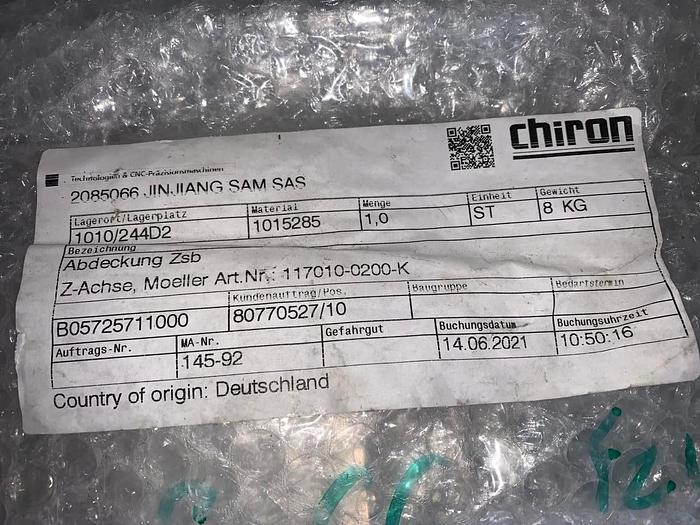 chiron
Technologien & CNC-Präzisionsmaschinen
2085066 JINJIANG SAM SAS
Lagerort/Lagerplatz Material Menge Einheit Gewicht
1010/244D2 1015285 1,0 ST 8 KG
Bezeichnung
Abdeckung Zsb
Z-Achse, Moeller Art.Nr.: 117010-0200-K
Kundenauftrag/Pos. Baugruppe Bedarfstermin
B05725711000 80770527/10
Auftrags-Nr. MA-Nr. Gefahrgut Buchungsdatum Buchungsuhrzeit
145-92 14.06.2021 10:50:16
Country of origin: Deutschland